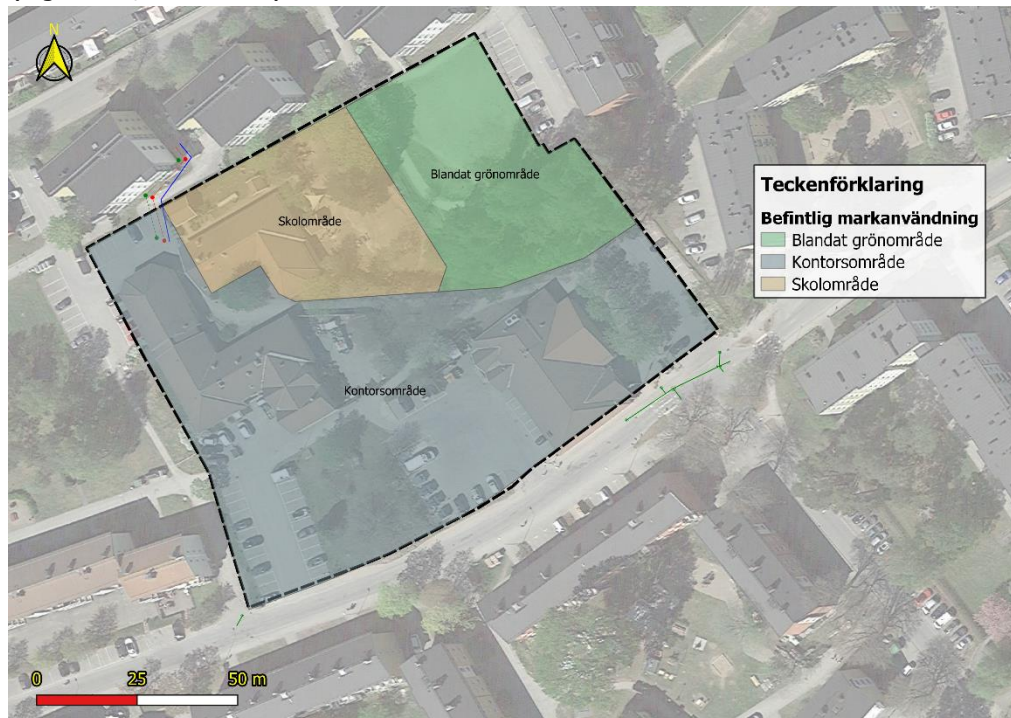 N
Blandat grönområde
Skolområde
Kontorsområde
Teckenförklaring
Befintlig markanvändning
Blandat grönområde
Kontorsområde
Skolområde
0 25 50 m